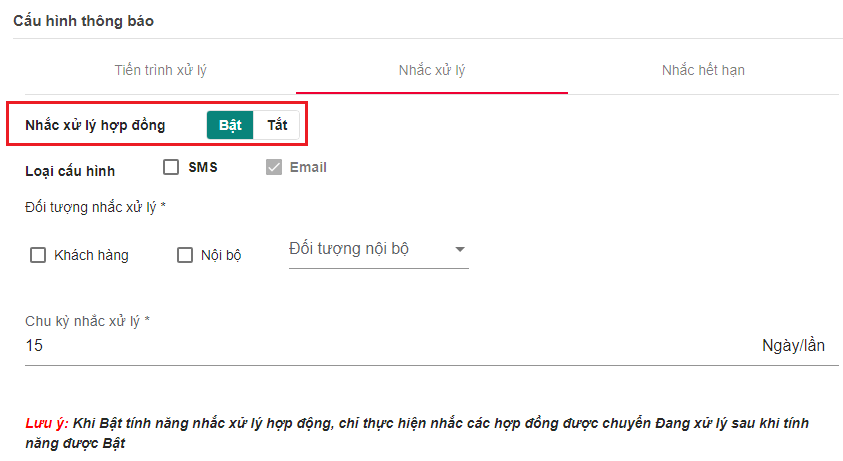 Cấu hình thông báo
Tiến trình xử lý Nhắc xử lý Nhắc hết hạn
Nhắc xử lý hợp đồng Bật Tắt
Loại cấu hình SMS Email
Đối tượng nhắc xử lý *
Khách hàng Nội bộ Đối tượng nội bộ
Chu kỳ nhắc xử lý *
15 Ngày/lần
Lưu ý: Khi Bật tính năng nhắc xử lý hợp động, chỉ thực hiện nhắc các hợp đồng được chuyển Đang xử lý sau khi tính
năng được Bật